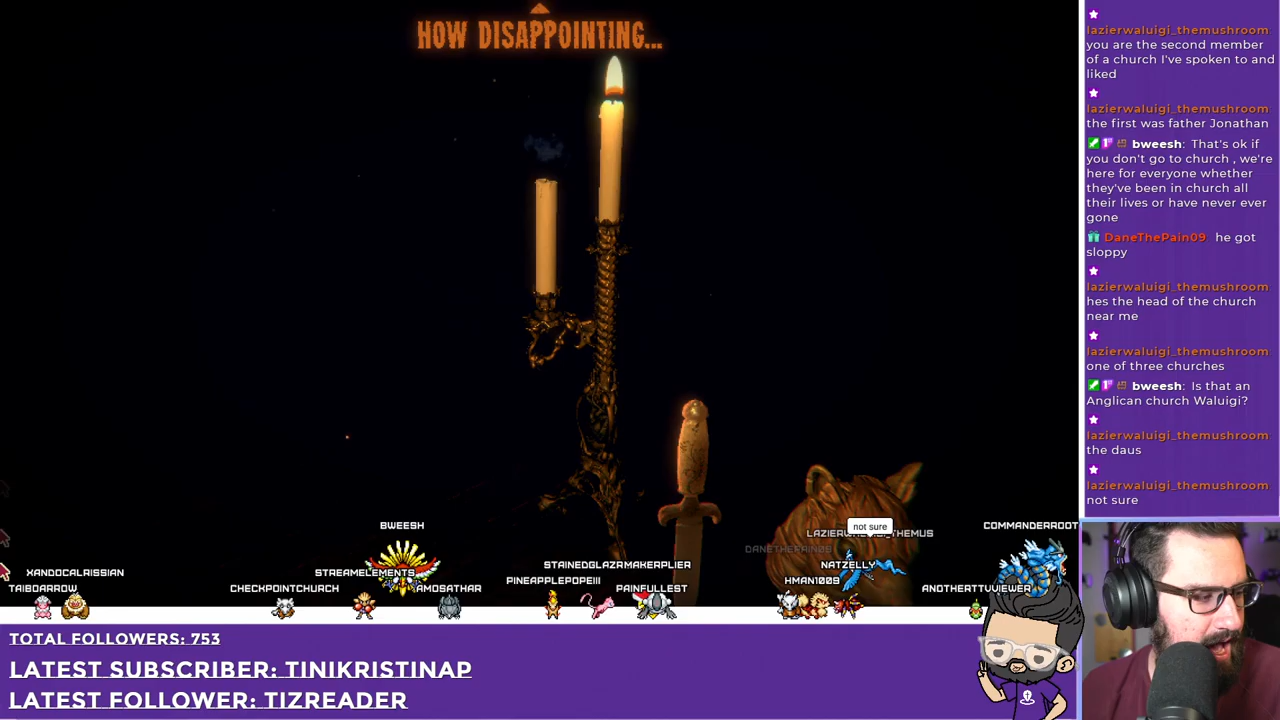 HOW DISAPPOINTING...
lazierwaluigi_themushroom:
you are the second member
of a church I've spoken to and
liked
lazierwaluigi_themushroom:
the first was father Jonathan
bweesh: That's ok if
you don't go to church , we're
here for everyone whether
they've been in church all
their lives or have never ever
gone
DaneThePain09: he got
sloppy
lazierwaluigi_themushroom:
hes the head of the church
near me
lazierwaluigi_themushroom:
one of three churches
bweesh: Is that an
Anglican church Waluigi?
lazierwaluigi_themushroom:
the daus
lazierwaluigi_themushroom:
not sure
not sure
BWEESH
COMMANDERROOT
DANETHEPAIN09
XANDOCALRISSIAN
STREAMELEMENTS
NATZELLY
TAIBOARROW
CHECKPOINTCHURCH
AMOSATHAR
PINEAPPLEPOPEIII
PAINFULLEST
HMAN1009
ANOTHERTTVVIEWER
TOTAL FOLLOWERS: 753
LATEST SUBSCRIBER: TINIKRISTINAP
LATEST FOLLOWER: TIZREADER